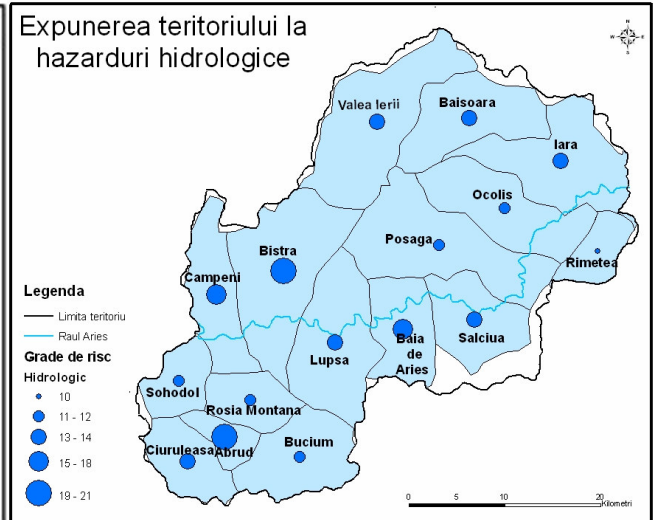 Expunerea teritoriului la
hazarduri hidrologice
N
W
E
S
Valea Ierii
Baisoara
Iara
Ocolis
Posaga
Bistra
Rimetea
Campeni
Legenda
Limita teritoriu
Raul Aries
Grade de risc
Hidrologic
10
11 - 12
13 - 14
15 - 18
19 - 21
Salciua
Baia
de
Aries
Lupsa
Sohodol
Rosia Montana
Ciuruleasa
Abrud
Bucium
0 5 10 20
Kilometri